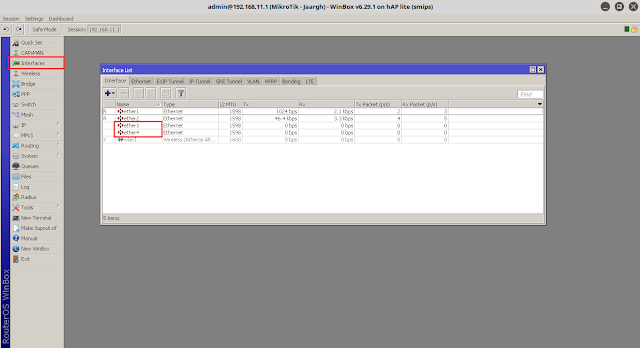 admin@192.168.11.1 (MikroTik - Jaargh) - WinBox v6.29.1 on hAP lite (smips)
Session Settings Dashboard
Safe Mode Session: 192.168.11.1
Quick Set
CAPsMAN
Interfaces
Wireless
Bridge
PPP
Switch
Mesh
IP
MPLS
Routing
System
Queues
Files
Log
Radius
Tools
New Terminal
Make Supout.rif
Manual
New WinBox
Exit
RouterOS WinBox
Interface List
Interface Ethernet EoIP Tunnel IP Tunnel GRE Tunnel VLAN VRRP Bonding LTE
Find
Name Type L2 MTU Tx Rx Tx Packet (p/s) Rx Packet (p/s)
R ether1 Ethernet 1598 1024 bps 2.1 kbps 2 3
R ether2 Ethernet 1598 46.4 kbps 3.3 kbps 4 5
ether3 Ethernet 1598 0 bps 0 bps 0 0
ether4 Ethernet 1598 0 bps 0 bps 0 0
X wlan1 Wireless (Atheros AR... 1600 0 bps 0 bps 0 0
5 items